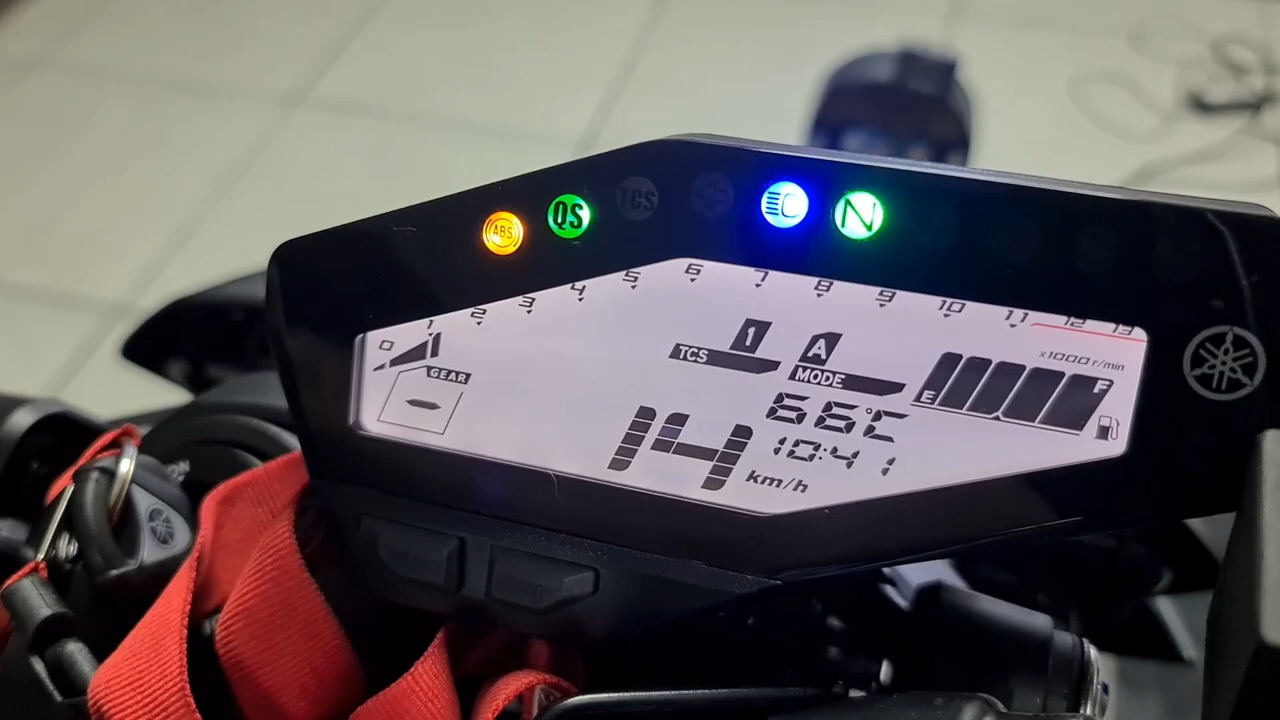 ABS QS TCS N
0 1 2 3 4 5 6 7 8 9 10 11 12 13
x1000 r/min
GEAR
-
TCS 1
MODE A
E F
66°C
10:41
14 km/h